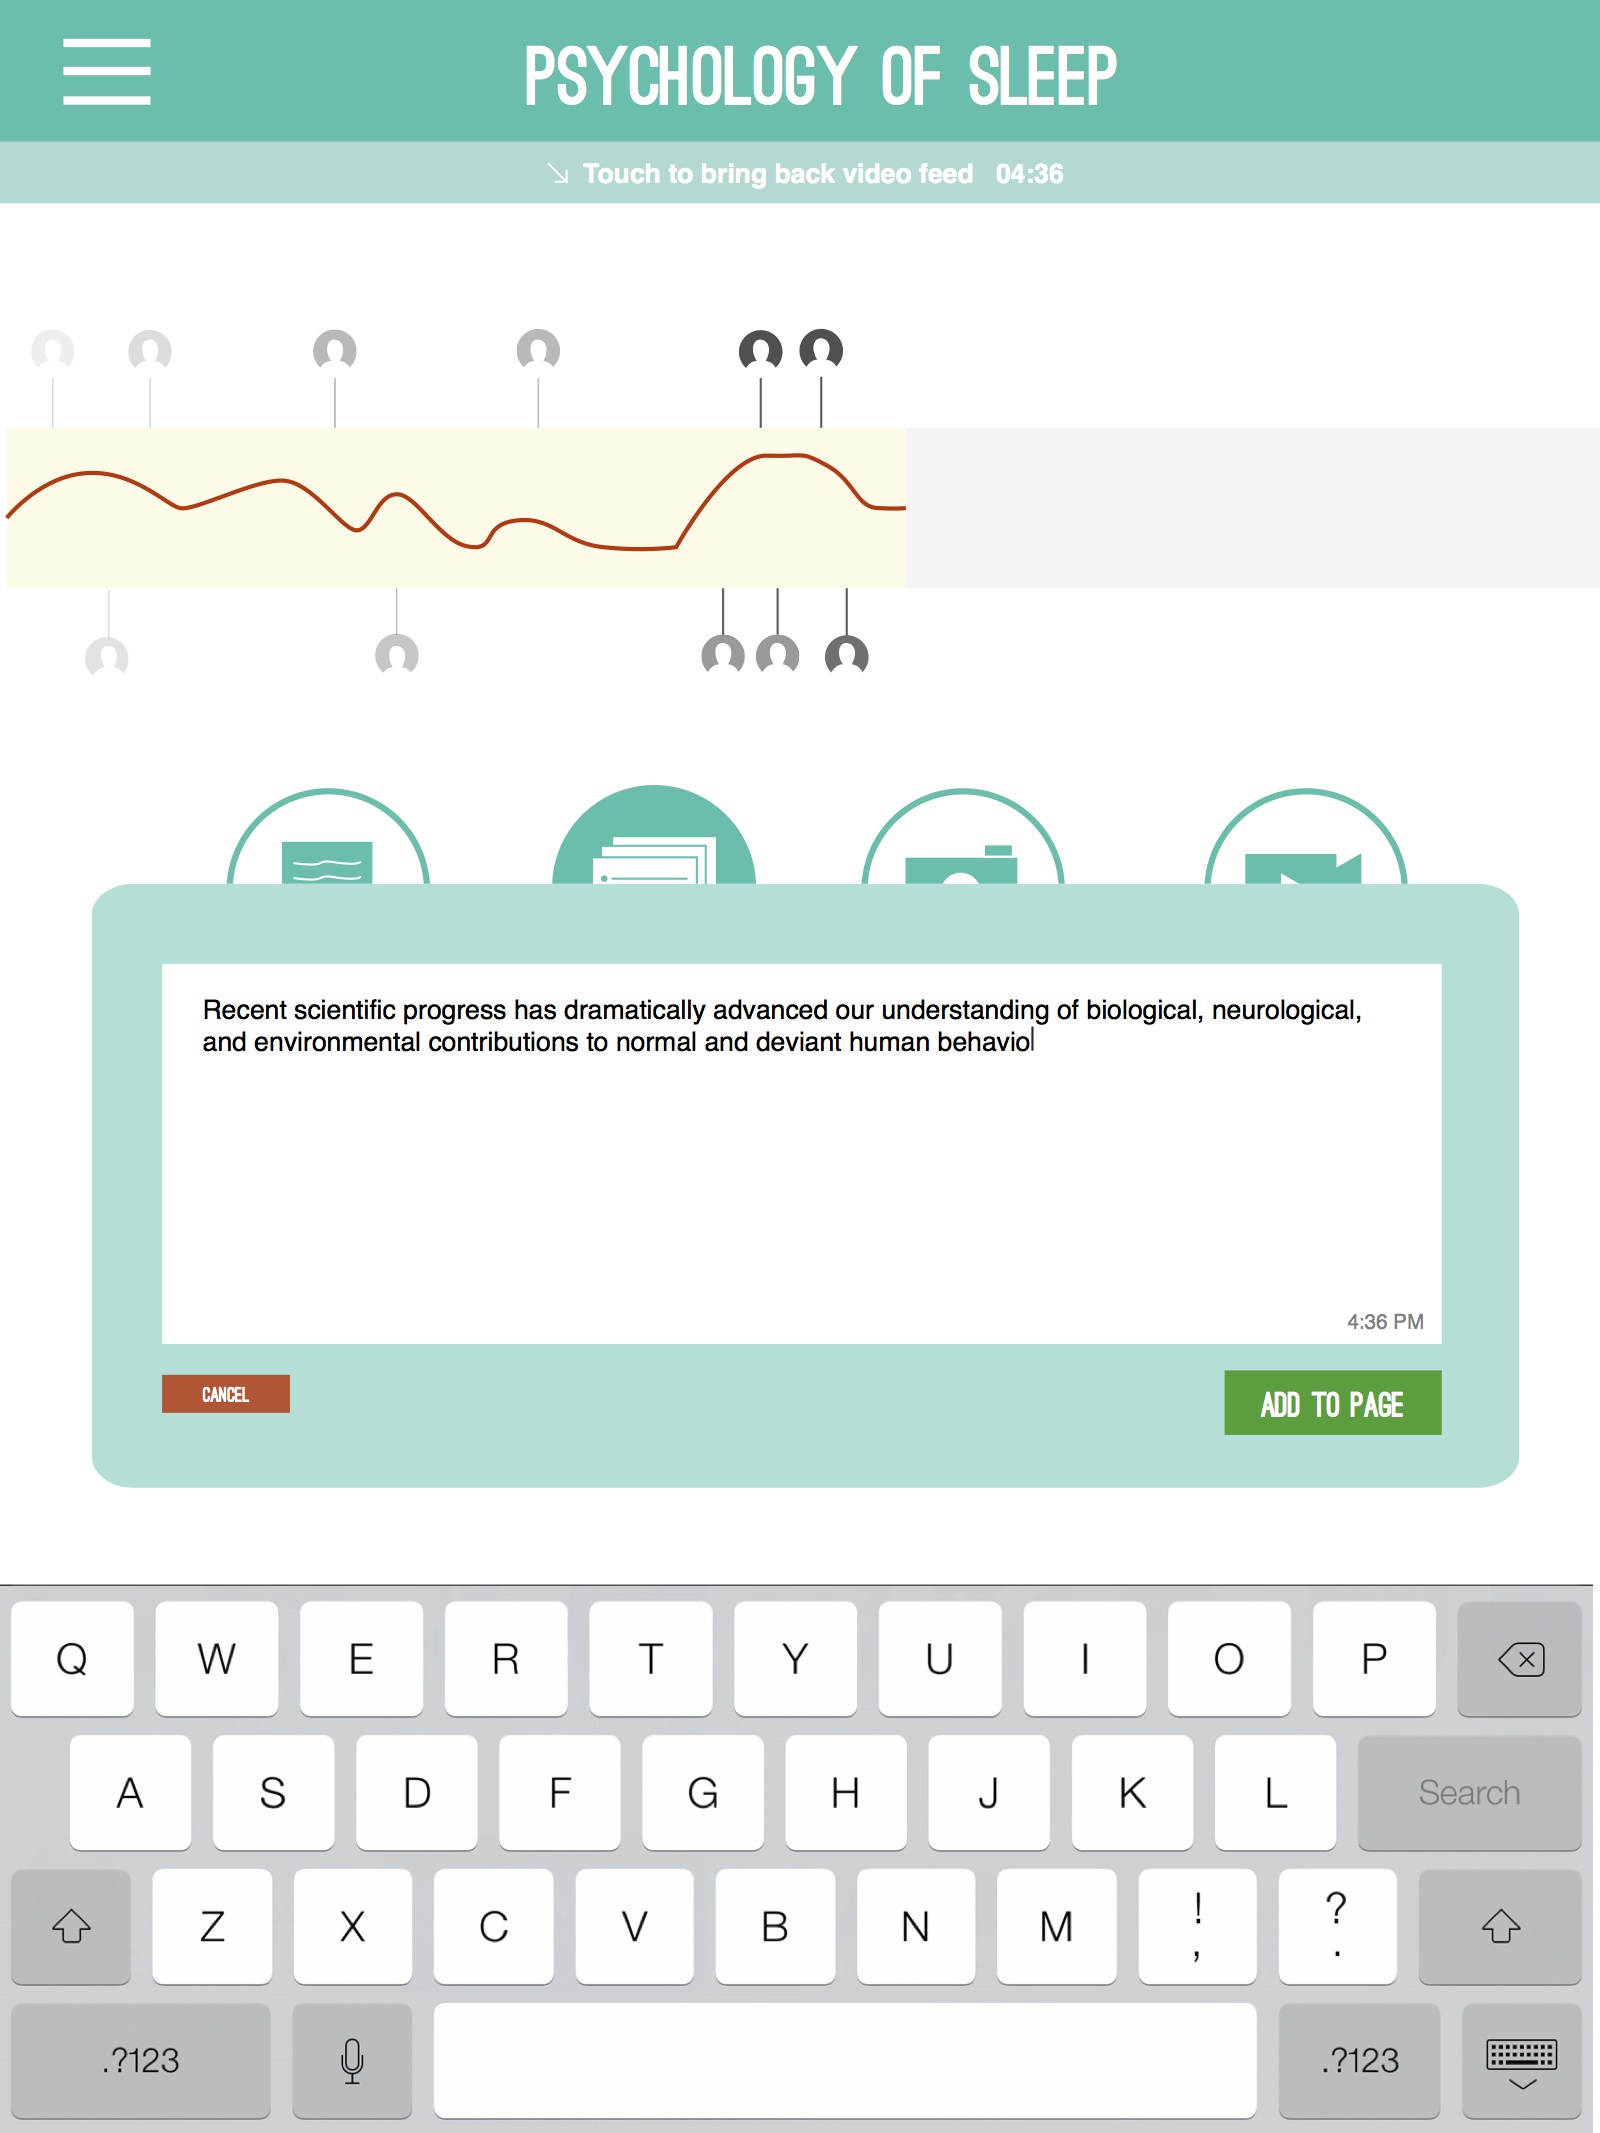 PSYCHOLOGY OF SLEEP
Touch to bring back video feed 04:36
Recent scientific progress has dramatically advanced our understanding of biological, neurological,
and environmental contributions to normal and deviant human behavio
4:36 PM
CANCEL
ADD TO PAGE
Q W E R T Y U I O P
A S D F G H J K L Search
Z X C V B N M ! , ? .
.?123 .?123